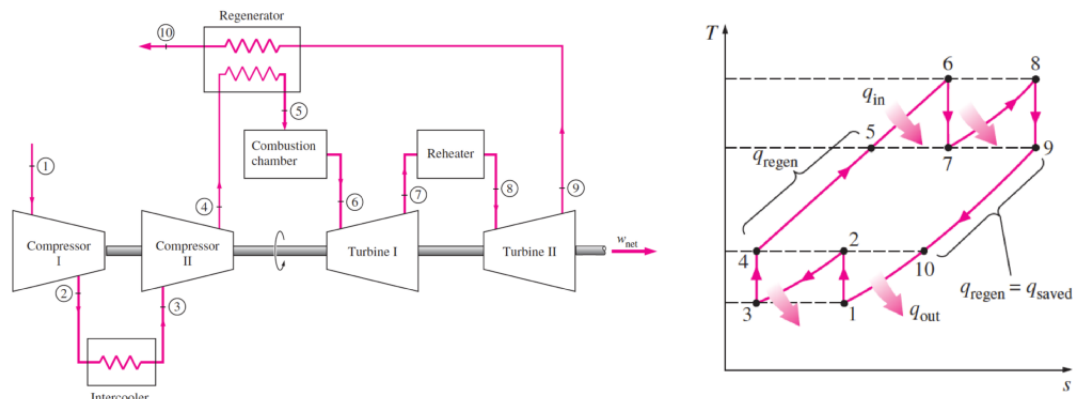 Regenerator
10
5
1
Combustion
chamber
Reheater
4
6
7
8
9
Compressor
I
Compressor
II
Turbine I
Turbine II
w_net
2
3
Intercooler
T
6
8
q_in
5
7
9
q_regen
4
2
10
q_regen = q_saved
3
1
q_out
s